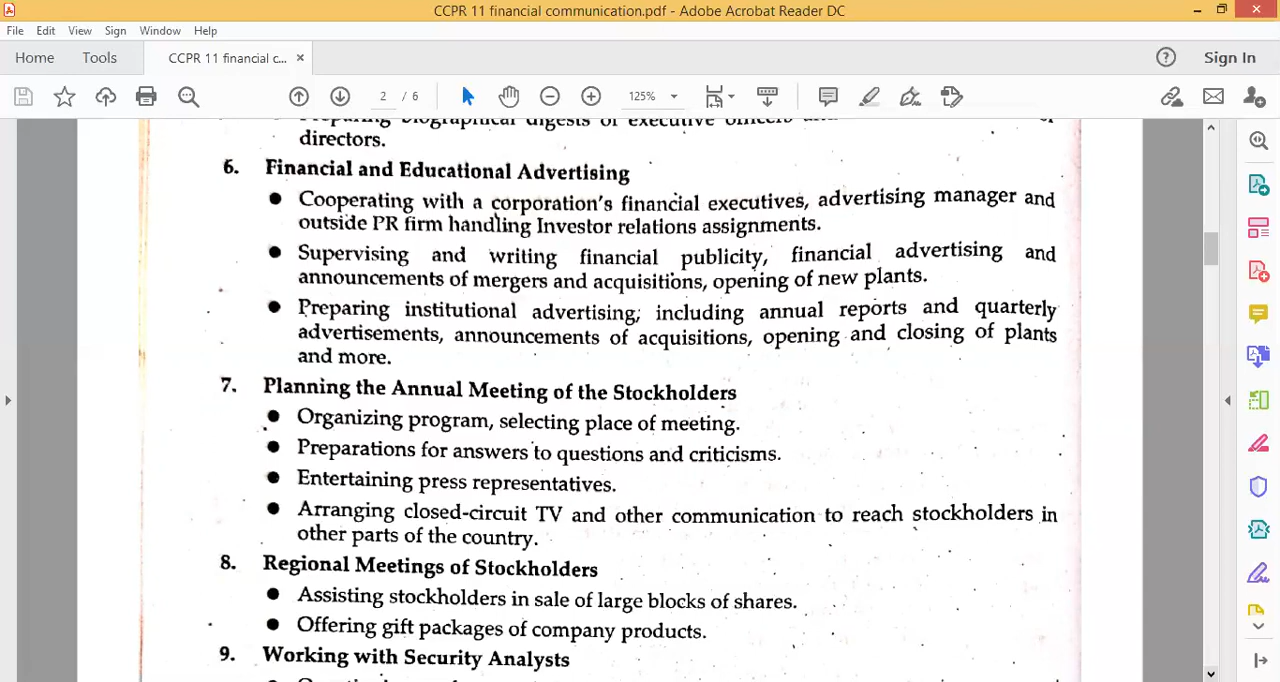 CCPR 11 financial communication.pdf - Adobe Acrobat Reader DC
File Edit View Sign Window Help
Home Tools CCPR 11 financial c... × Sign In
2 / 6 125%
Preparing biographical digests of executive officers
directors.
6. Financial and Educational Advertising
● Cooperating with a corporation's financial executives, advertising manager and
outside PR firm handling Investor relations assignments.
● Supervising and writing financial publicity, financial advertising and
announcements of mergers and acquisitions, opening of new plants.
● Preparing institutional advertising; including annual reports and quarterly
advertisements, announcements of acquisitions, opening and closing of plants
and more.
7. Planning the Annual Meeting of the Stockholders
● Organizing program, selecting place of meeting.
● Preparations for answers to questions and criticisms.
● Entertaining press representatives.
● Arranging closed-circuit TV and other communication to reach stockholders in
other parts of the country.
8. Regional Meetings of Stockholders
● Assisting stockholders in sale of large blocks of shares.
● Offering gift packages of company products.
9. Working with Security Analysts